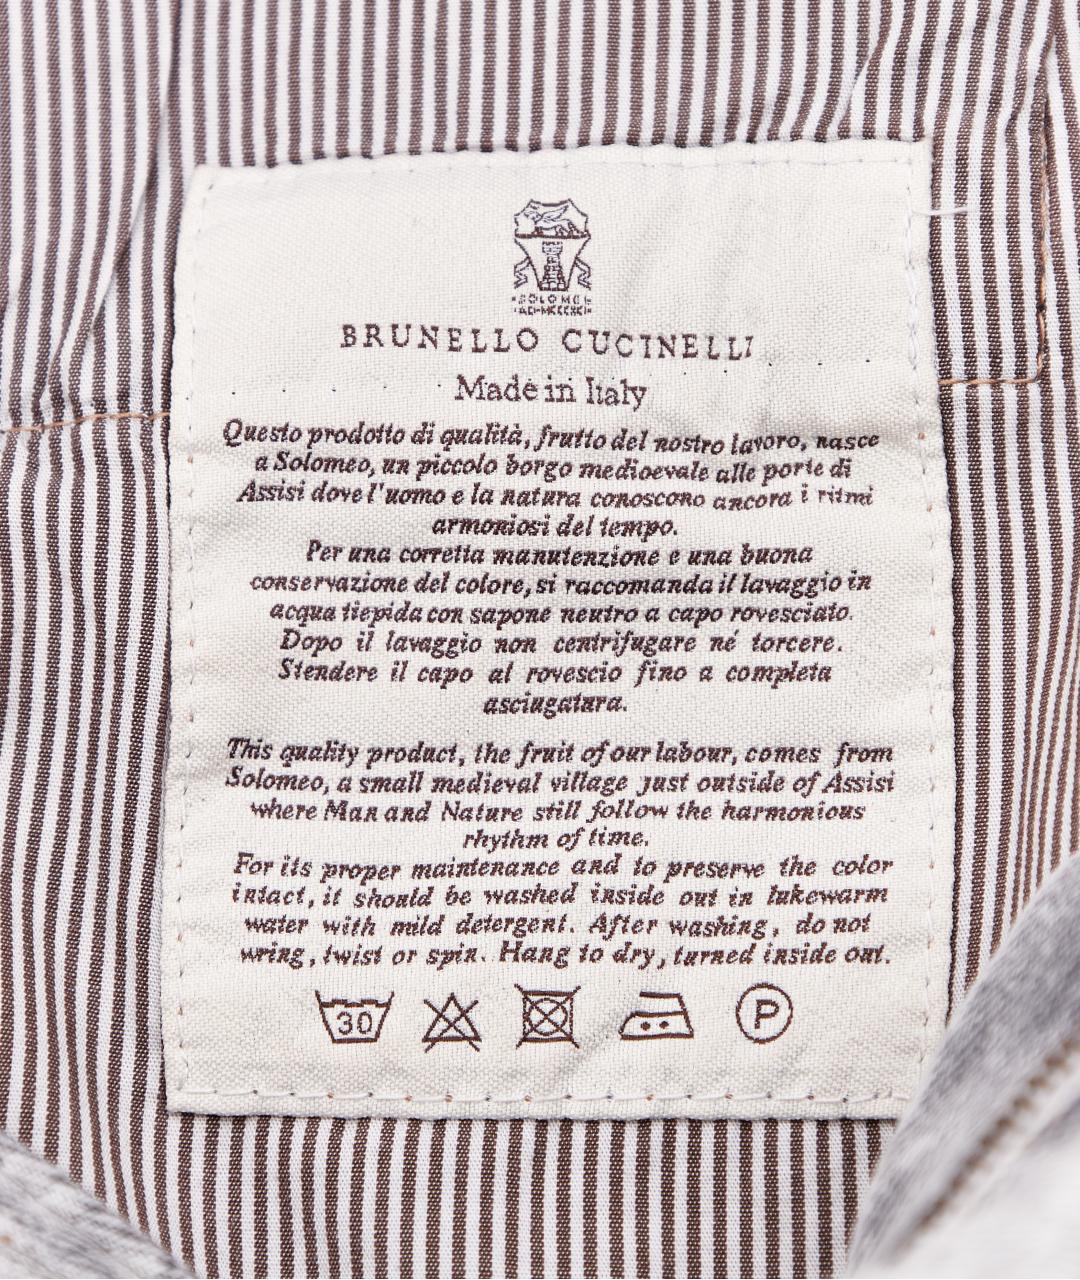 SOLOMEO
BRUNELLO CUCINELLI
Made in Italy
Questo prodotto di qualità, frutto del nostro lavoro, nasce
a Solomeo, un piccolo borgo medioevale alle porte di
Assisi dove l'uomo e la natura conoscono ancora i ritmi
armoniosi del tempo.
Per una corretta manutenzione e una buona
conservazione del colore, si raccomanda il lavaggio in
acqua tiepida con sapone neutro a capo rovesciato.
Dopo il lavaggio non centrifugare né torcere.
Stendere il capo al rovescio fino a completa
asciugatura.
This quality product, the fruit of our labour, comes from
Solomeo, a small medieval village just outside of Assisi
where Man and Nature still follow the harmonious
rhythm of time.
For its proper maintenance and to preserve the color
intact, it should be washed inside out in lukewarm
water with mild detergent. After washing, do not
wring, twist or spin. Hang to dry, turned inside out.
30 P